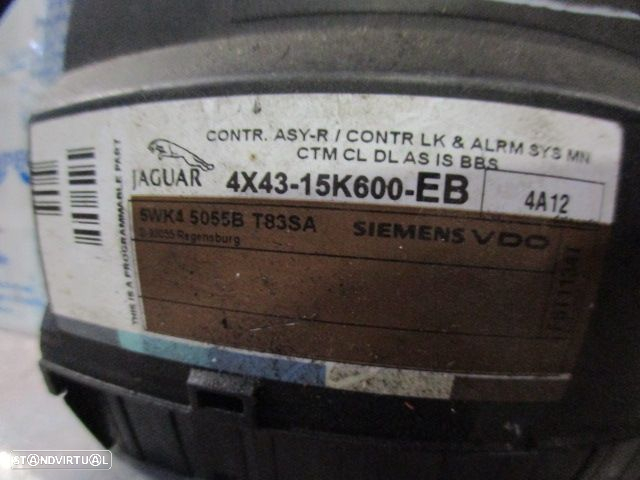 CONTR. ASY-R / CONTR LK & ALRM SYS MN
CTM CL DL AS IS BBS
JAGUAR 4X43-15K600-EB 4A12
5WK4 5055B T83SA SIEMENS VDO
D-93055 Regensburg
THIS IS A PROGRAMMABLE PART
STANDVIRTUAL